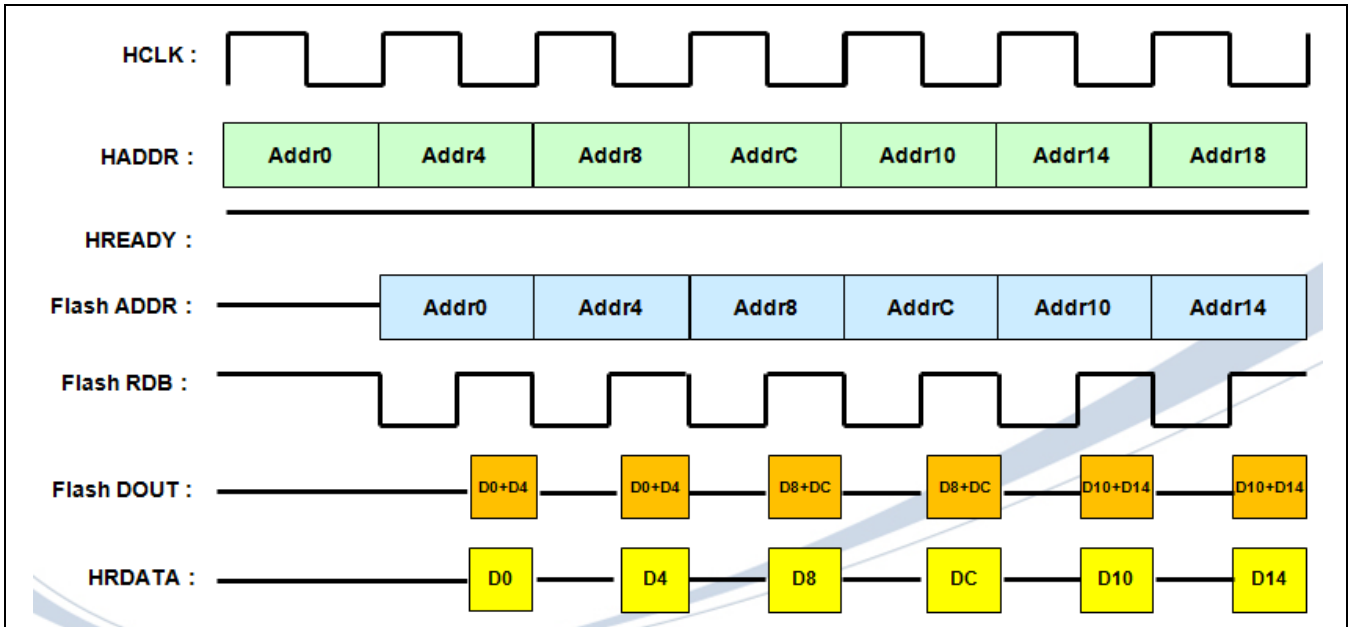 HCLK :
HADDR : Addr0 Addr4 Addr8 AddrC Addr10 Addr14 Addr18
HREADY :
Flash ADDR : Addr0 Addr4 Addr8 AddrC Addr10 Addr14
Flash RDB :
Flash DOUT : D0+D4 D0+D4 D8+DC D8+DC D10+D14 D10+D14
HRDATA : D0 D4 D8 DC D10 D14